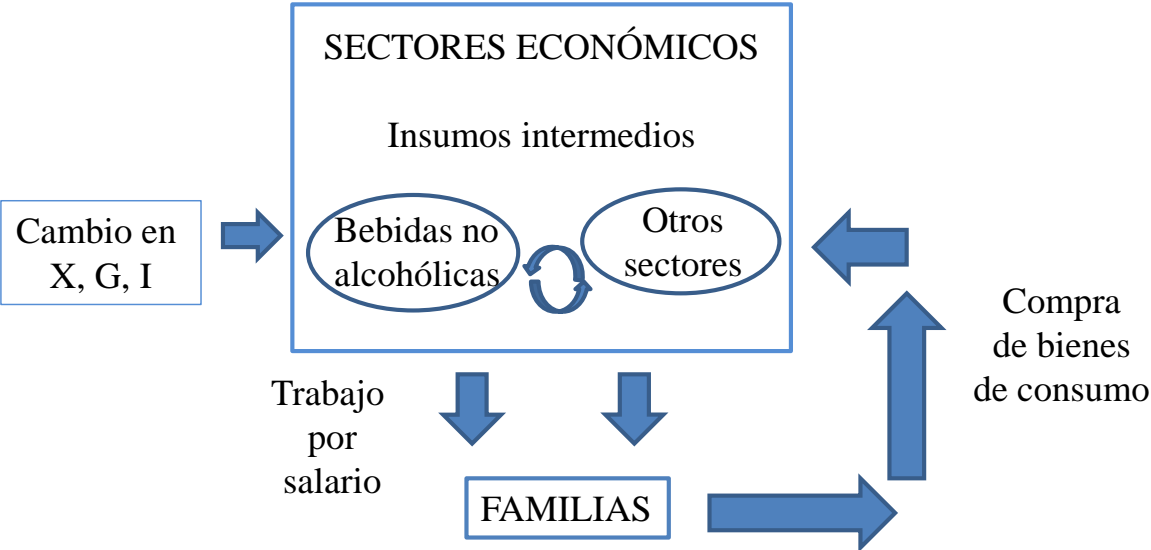 SECTORES ECONÓMICOS
Insumos intermedios
Cambio en
X, G, I
Bebidas no
alcohólicas
Otros
sectores
Compra
de bienes
de consumo
Trabajo
por
salario
FAMILIAS